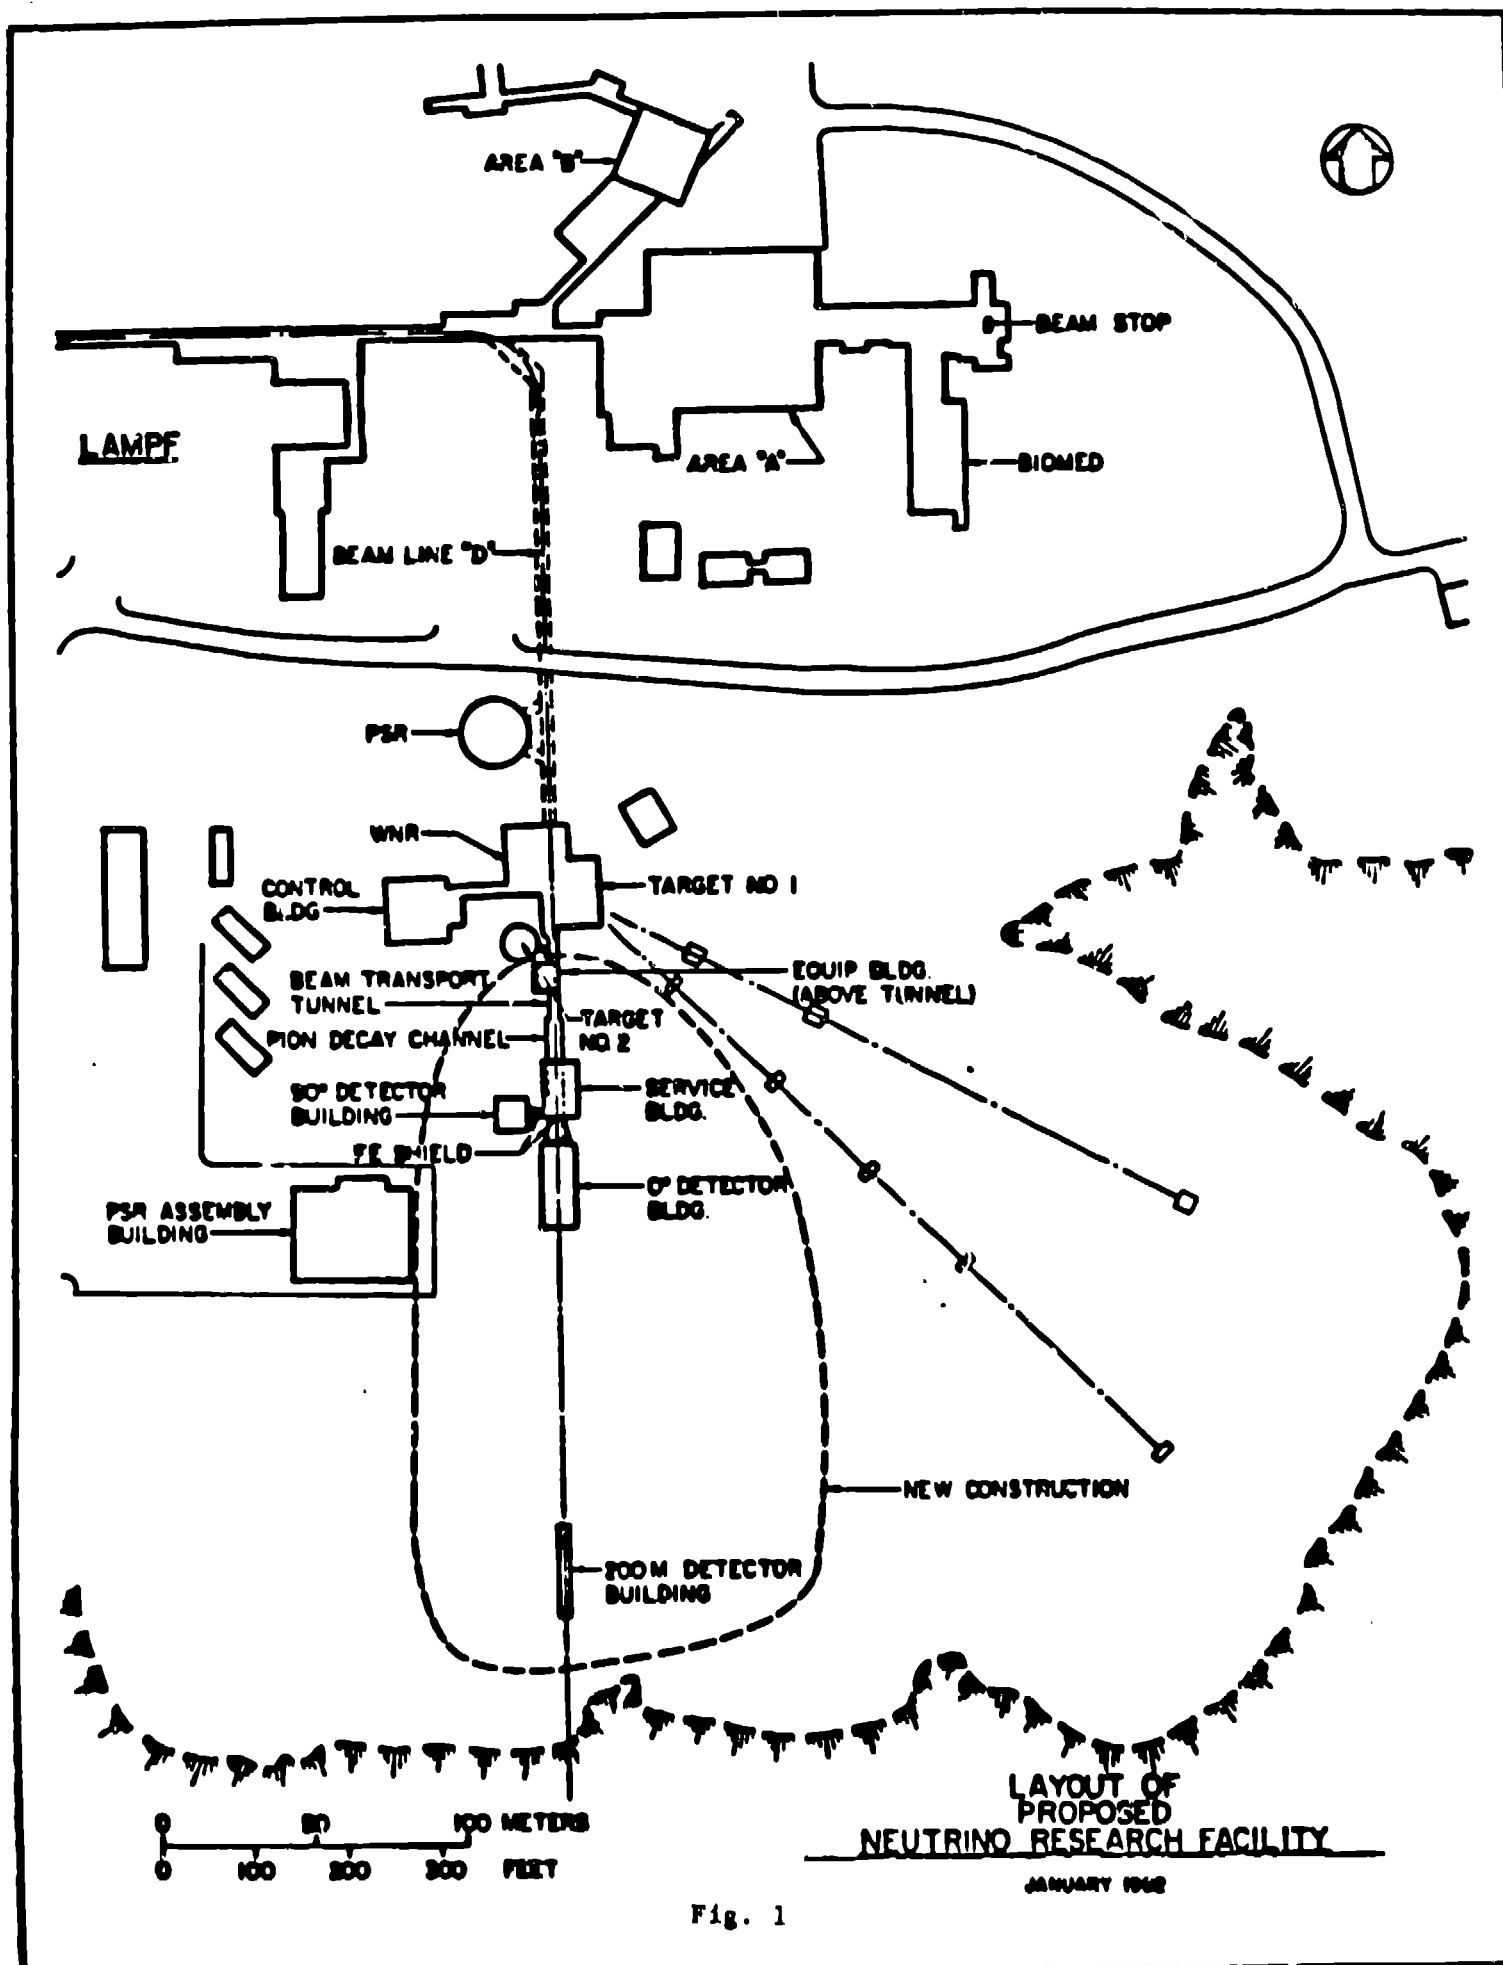 AREA "B"
BEAM STOP
LAMPF
AREA "A"
BIOMED
BEAM LINE "D"
PSR
WNR
TARGET NO 1
CONTROL
BLDG
BEAM TRANSPORT
TUNNEL
EQUIP BLDG.
(ABOVE TUNNEL)
TARGET
NO. 2
PION DECAY CHANNEL
90° DETECTOR
BUILDING
SERVICE
BLDG.
FE SHIELD
0° DETECTOR
BLDG.
PSR ASSEMBLY
BUILDING
NEW CONSTRUCTION
200 M DETECTOR
BUILDING
LAYOUT OF
PROPOSED
NEUTRINO RESEARCH FACILITY
JANUARY 1982
0 50 100 METERS
0 100 200 300 FEET
Fig. 1